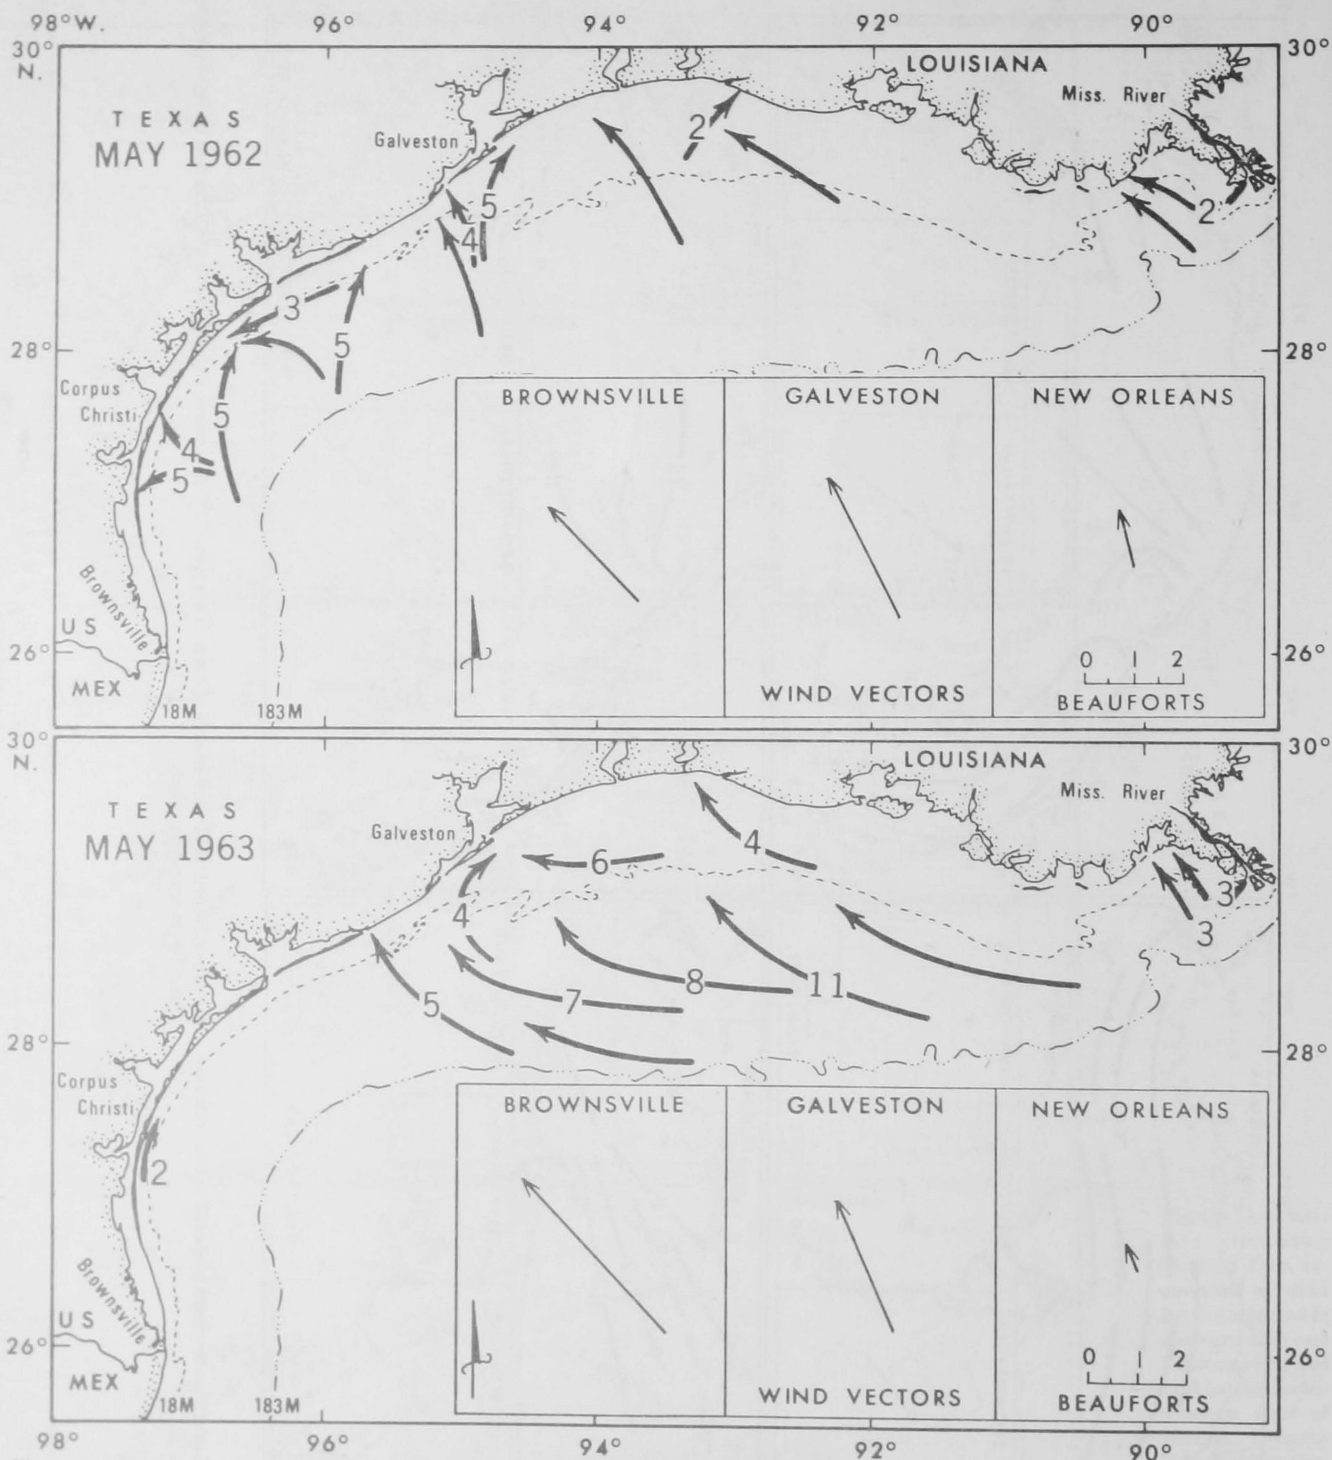 98° W. 96° 94° 92° 90°
30° N. 30°
LOUISIANA
Miss. River
TEXAS
MAY 1962
Galveston
2
5
4
2
3
5
28° 28°
Corpus
Christi
5
4
5
BROWNSVILLE GALVESTON NEW ORLEANS
Brownsville
US
26° 26°
MEX
0 1 2
WIND VECTORS
BEAUFORTS
18M 183M
30° N. 30°
LOUISIANA
Miss. River
TEXAS
MAY 1963
Galveston
4
6
3
4
3
8
11
7
5
28° 28°
Corpus
Christi
BROWNSVILLE GALVESTON NEW ORLEANS
2
Brownsville
US
26° 26°
MEX
0 1 2
WIND VECTORS
BEAUFORTS
18M 183M
98° 96° 94° 92° 90°